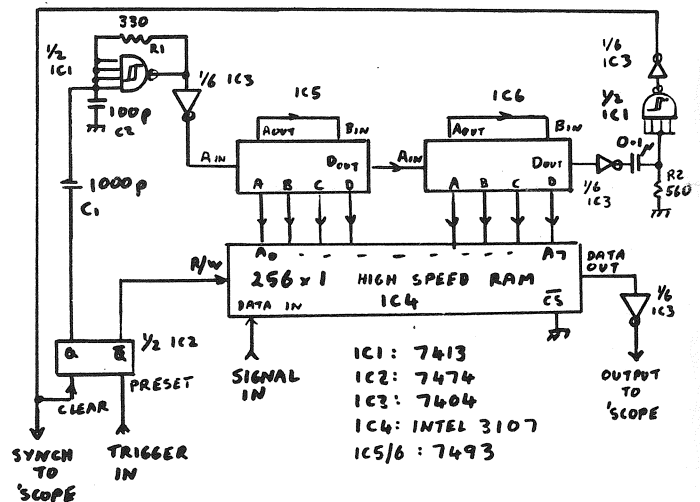 330
R1
1/2
IC1
100p
C2
1/6 IC3
IC5
AOUT
BIN
AIN
DOUT
A B C D
IC6
AOUT
BIN
AIN
DOUT
A B C D
1/6
IC3
1/6
IC3
1/2
IC1
0.1µ
R2
560
1000p
C1
R/W
A0 - - - - - - - - A7
256 x 1 HIGH SPEED RAM
IC4
DATA IN
CS
DATA
OUT
1/6
IC3
Q
Q
1/2 IC2
PRESET
CLEAR
SIGNAL
IN
OUTPUT
TO
'SCOPE
SYNCH
TO
'SCOPE
TRIGGER
IN
IC1: 7413
IC2: 7474
IC3: 7404
IC4: INTEL 3107
IC5/6: 7493